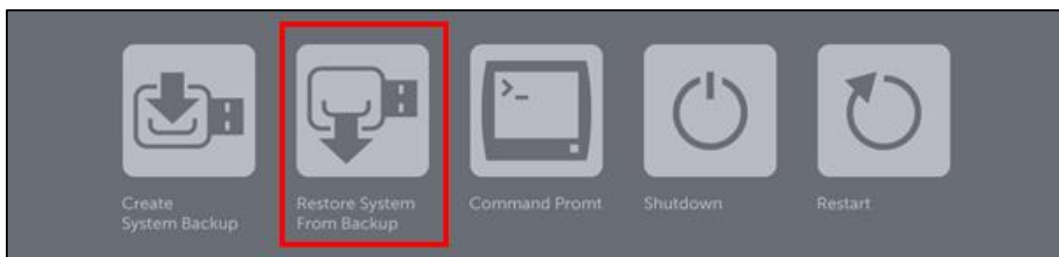 Create
System Backup
Restore System
From Backup
>_
Command Promt
Shutdown
Restart